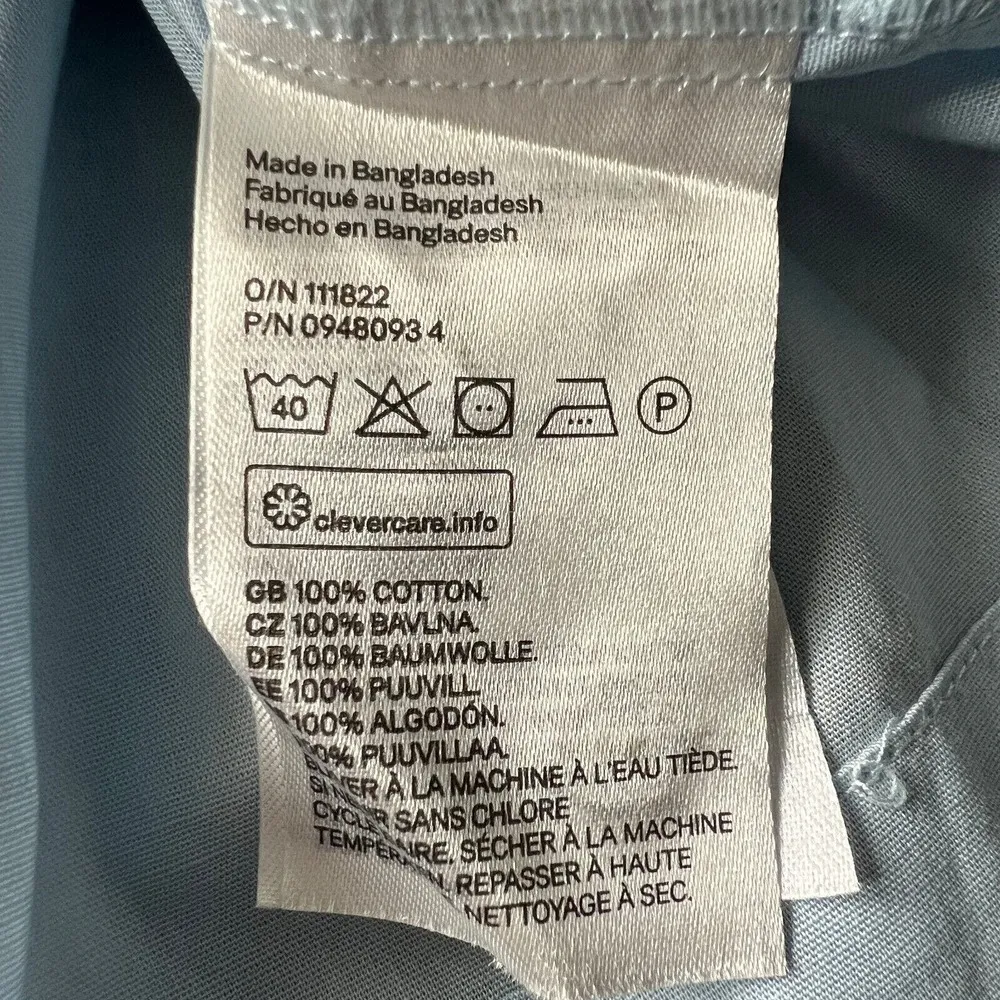 Made in Bangladesh
Fabriqué au Bangladesh
Hecho en Bangladesh
O/N 111822
P/N 0948093 4
40 P
clevercare.info
GB 100% COTTON.
CZ 100% BAVLNA.
DE 100% BAUMWOLLE.
EE 100% PUUVILL.
100% ALGODÓN.
PUUVILLAA.
À LA MACHINE À L'EAU TIÈDE.
SANS CHLORE
SÉCHER À LA MACHINE
REPASSER À HAUTE
NETTOYAGE À SEC.